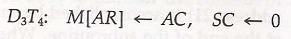 D₃T₄: M[AR] ← AC, SC ← 0